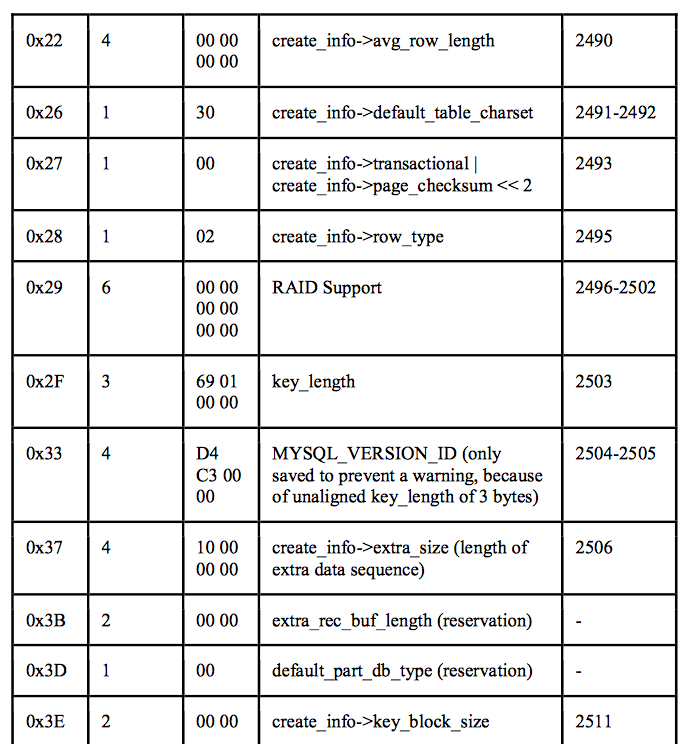 0x22 4 00 00 create_info->avg_row_length 2490
00 00
0x26 1 30 create_info->default_table_charset 2491-2492
0x27 1 00 create_info->transactional | 2493
create_info->page_checksum << 2
0x28 1 02 create_info->row_type 2495
0x29 6 00 00 RAID Support 2496-2502
00 00
00 00
0x2F 3 69 01 key_length 2503
00 00
0x33 4 D4 MYSQL_VERSION_ID (only 2504-2505
C3 00 saved to prevent a warning, because
00 of unaligned key_length of 3 bytes)
0x37 4 10 00 create_info->extra_size (length of 2506
00 00 extra data sequence)
0x3B 2 00 00 extra_rec_buf_length (reservation) -
0x3D 1 00 default_part_db_type (reservation) -
0x3E 2 00 00 create_info->key_block_size 2511